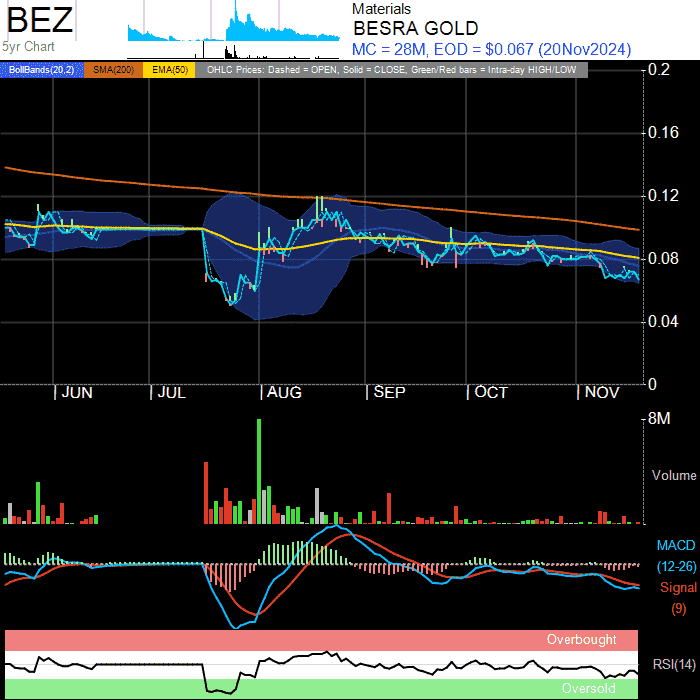 BEZ
5yr Chart
Materials
BESRA GOLD
MC = 28M, EOD = $0.067 (20Nov2024)
BollBands(20,2) SMA(200) EMA(50) OHLC Prices: Dashed = OPEN, Solid = CLOSE, Green/Red bars = Intra-day HIGH/LOW
0.2
0.16
0.12
0.08
0.04
0
JUN JUL AUG SEP OCT NOV
8M
Volume
MACD
(12-26)
Signal
(9)
Overbought
RSI(14)
Oversold